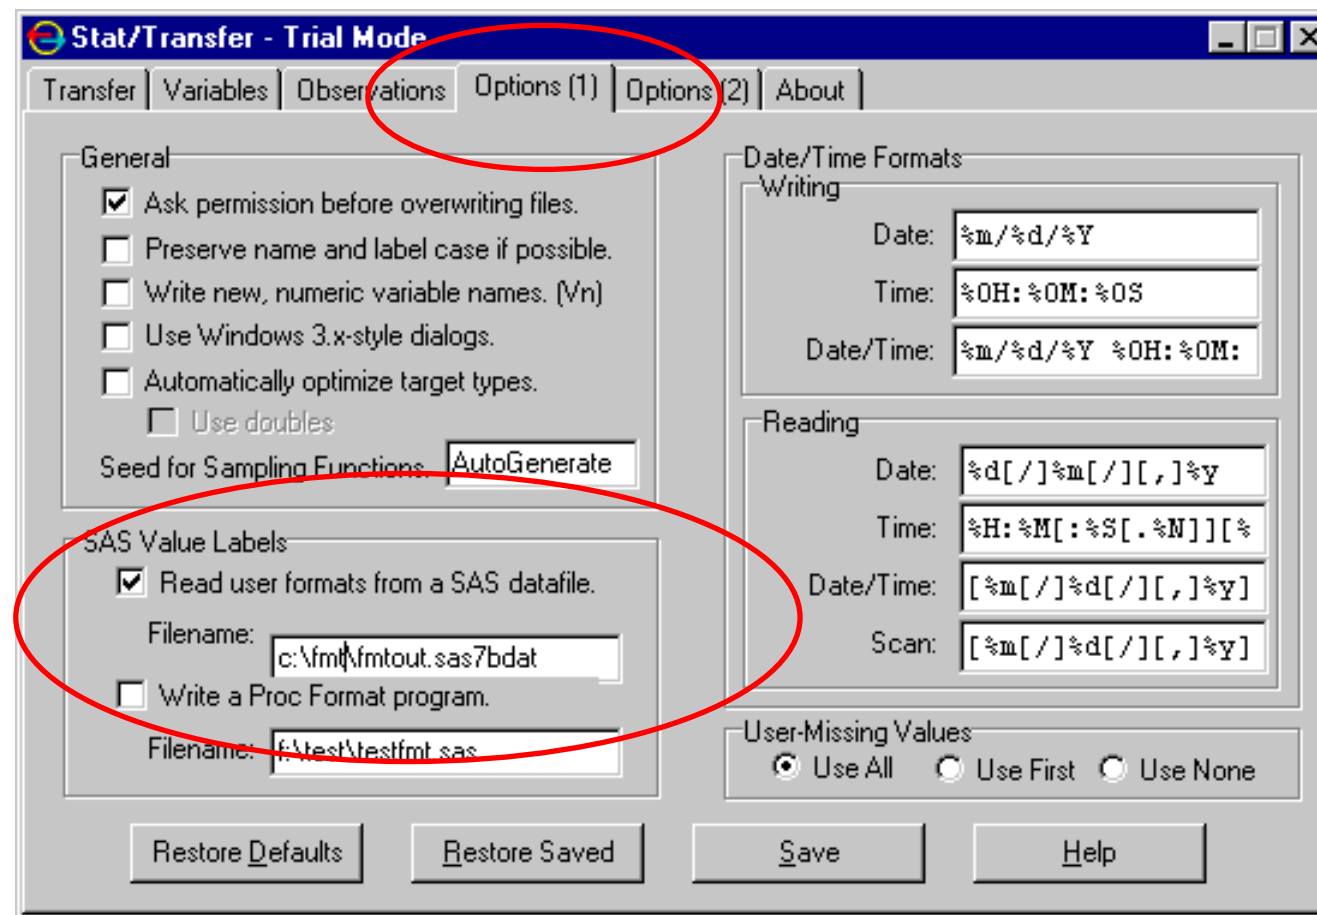 Stat/Transfer - Trial Mode
Transfer Variables Observations Options (1) Options (2) About
General
Ask permission before overwriting files.
Preserve name and label case if possible.
Write new, numeric variable names. (Vn)
Use Windows 3.x-style dialogs.
Automatically optimize target types.
Use doubles
Seed for Sampling Functions: AutoGenerate
SAS Value Labels
Read user formats from a SAS datafile.
Filename: c:\fmt\fmtout.sas7bdat
Write a Proc Format program.
Filename: f:\test\testfmt.sas
Date/Time Formats
Writing
Date: %m/%d/%Y
Time: %0H:%0M:%0S
Date/Time: %m/%d/%Y %0H:%0M:
Reading
Date: %d[/]%m[/][,]%y
Time: %H:%M[:%S[.%N]][%
Date/Time: [%m[/]%d[/][,]%y]
Scan: [%m[/]%d[/][,]%y]
User-Missing Values
Use All Use First Use None
Restore Defaults Restore Saved Save Help